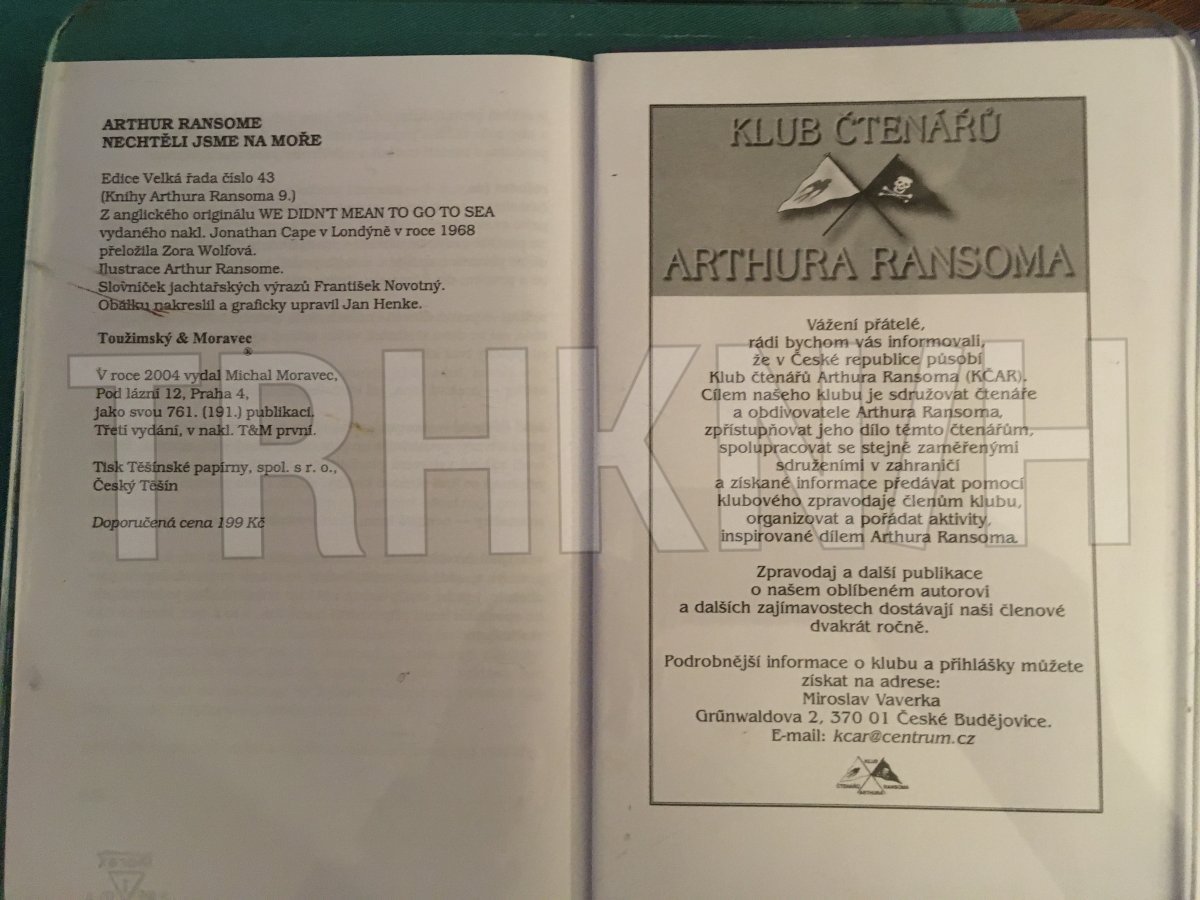 ARTHUR RANSOME
NECHTĚLI JSME NA MOŘE
Edice Velká řada číslo 43
(Knihy Arthura Ransoma 9.)
Z anglického originálu WE DIDN'T MEAN TO GO TO SEA
vydaného nakl. Jonathan Cape v Londýně v roce 1968
přeložila Zora Wolfová.
Ilustrace Arthur Ransome.
Slovníček jachtařských výrazů František Novotný.
Obálku nakreslil a graficky upravil Jan Henke.
Toužimský & Moravec
®
V roce 2004 vydal Michal Moravec,
Pod lázní 12, Praha 4,
jako svou 761. (191.) publikaci.
Třetí vydání, v nakl. T&M první.
Tisk Těšínské papírny, spol. s r. o.,
Český Těšín
Doporučená cena 199 Kč
KLUB ČTENÁŘŮ
ARTHURA RANSOMA
Vážení přátelé,
rádi bychom vás informovali,
že v České republice působí
Klub čtenářů Arthura Ransoma (KČAR).
Cílem našeho klubu je sdružovat čtenáře
a obdivovatele Arthura Ransoma,
zpřístupňovat jeho dílo těmto čtenářům,
spolupracovat se stejně zaměřenými
sdruženími v zahraničí
a získané informace předávat pomocí
klubového zpravodaje členům klubu,
organizovat a pořádat aktivity,
inspirované dílem Arthura Ransoma.
Zpravodaj a další publikace
o našem oblíbeném autorovi
a dalších zajímavostech dostávají naši členové
dvakrát ročně.
Podrobnější informace o klubu a přihlášky můžete
získat na adrese:
Miroslav Vaverka
Grűnwaldova 2, 370 01 České Budějovice.
E-mail: kcar@centrum.cz
KLUB
ČTENÁŘŮ RANSOMA
ARTHURA
TRHKNIH